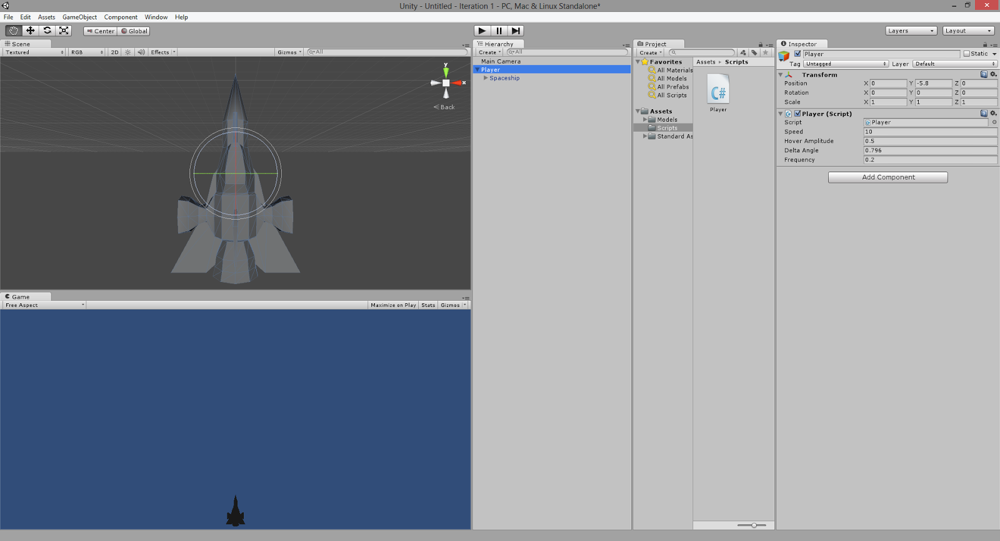 Unity - Untitled - Iteration 1 - PC, Mac & Linux Standalone*
File Edit Assets GameObject Component Window Help
Center Global
Layers Layout
Scene
Textured RGB 2D Effects Gizmos All
y
x
Back
Game
Free Aspect Maximize on Play Stats Gizmos
Hierarchy
Create All
Main Camera
Player
Spaceship
Project
Create
Favorites
All Materials
All Models
All Prefabs
All Scripts
Assets
Models
Scripts
Standard As
Assets Scripts
C#
Player
Inspector
Player Static
Tag Untagged Layer Default
Transform
Position X 0 Y -5.8 Z 0
Rotation X 0 Y 0 Z 0
Scale X 1 Y 1 Z 1
Player (Script)
Script Player
Speed 10
Hover Amplitude 0.5
Delta Angle 0.796
Frequency 0.2
Add Component